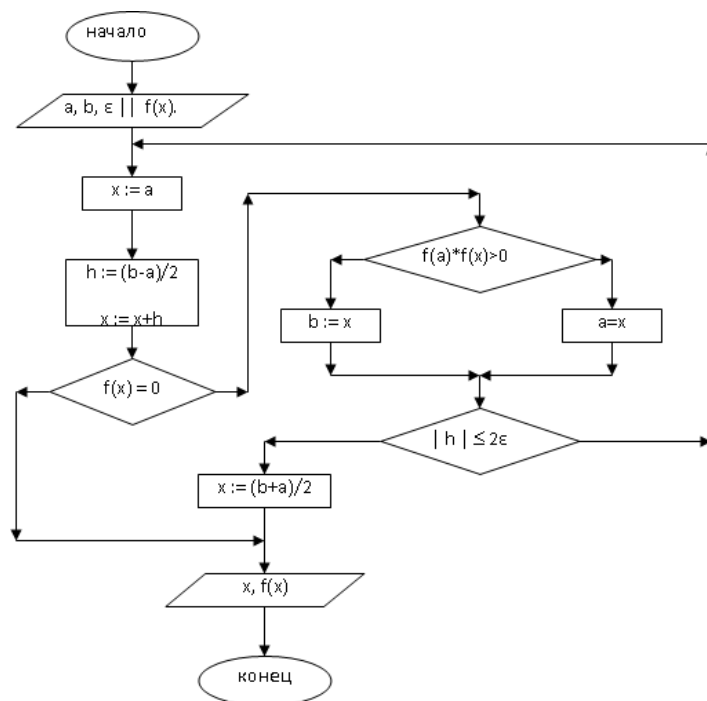 начало
a, b, ε || f(x).
x := a
h := (b-a)/2
x := x+h
f(x) = 0
f(a)*f(x)>0
b := x
a=x
| h | ≤ 2ε
x := (b+a)/2
x, f(x)
конец